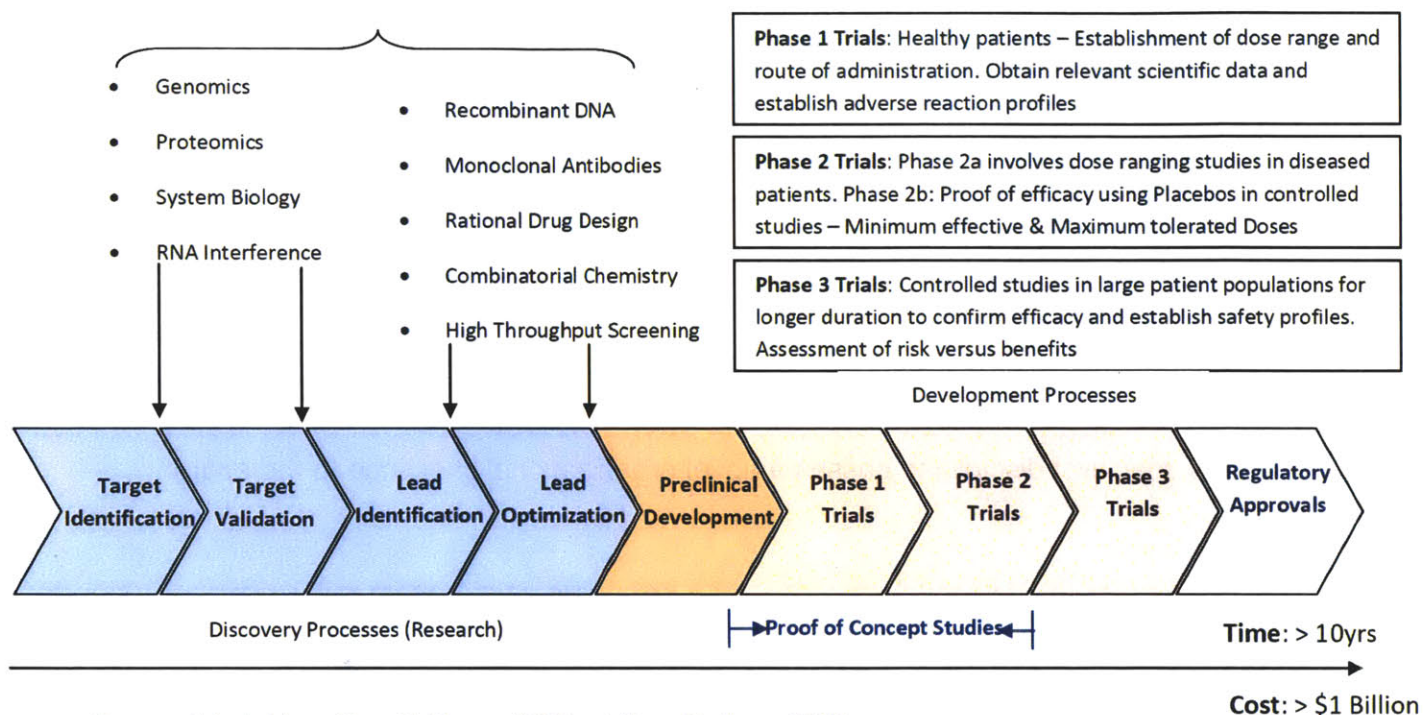 Genomics
Proteomics
System Biology
RNA Interference
Recombinant DNA
Monoclonal Antibodies
Rational Drug Design
Combinatorial Chemistry
High Throughput Screening
Phase 1 Trials: Healthy patients – Establishment of dose range and
route of administration. Obtain relevant scientific data and
establish adverse reaction profiles
Phase 2 Trials: Phase 2a involves dose ranging studies in diseased
patients. Phase 2b: Proof of efficacy using Placebos in controlled
studies – Minimum effective & Maximum tolerated Doses
Phase 3 Trials: Controlled studies in large patient populations for
longer duration to confirm efficacy and establish safety profiles.
Assessment of risk versus benefits
Development Processes
Target
Identification
Target
Validation
Lead
Identification
Lead
Optimization
Preclinical
Development
Phase 1
Trials
Phase 2
Trials
Phase 3
Trials
Regulatory
Approvals
Discovery Processes (Research)
Proof of Concept Studies
Time: > 10yrs
Cost: > $1 Billion